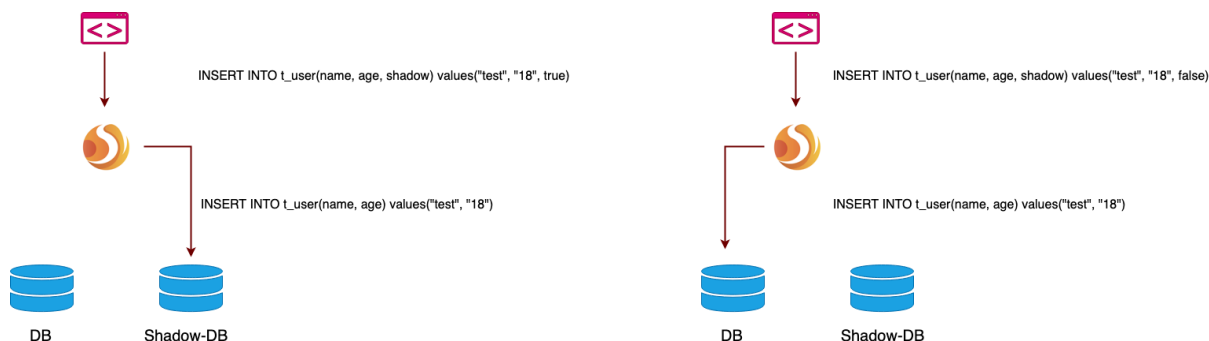 INSERT INTO t_user(name, age, shadow) values("test", "18", true)
INSERT INTO t_user(name, age) values("test", "18")
DB
Shadow-DB
INSERT INTO t_user(name, age, shadow) values("test", "18", false)
INSERT INTO t_user(name, age) values("test", "18")
DB
Shadow-DB